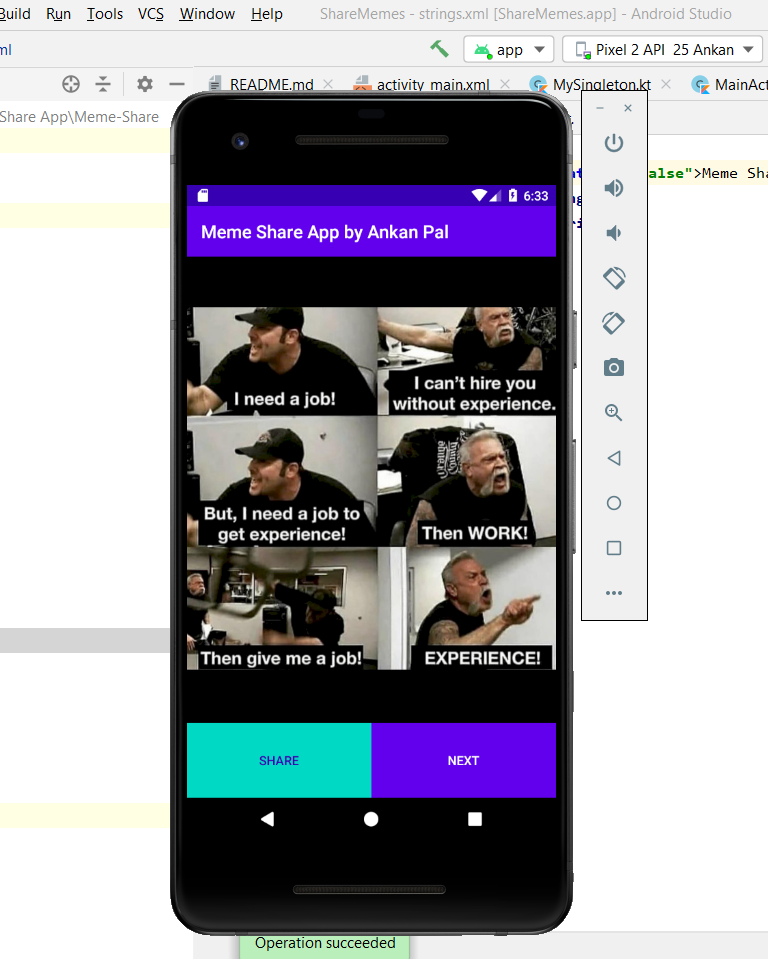 Build Run Tools VCS Window Help ShareMemes - strings.xml [ShareMemes.app] - Android Studio
ml app Pixel 2 API 25 Ankan
README.md activity_main.xml MySingleton.kt MainAct
Share App\Meme-Share
alse">Meme Sha
6:33
Meme Share App by Ankan Pal
I need a job!
I can't hire you
without experience.
But, I need a job to
get experience!
Then WORK!
Then give me a job!
EXPERIENCE!
SHARE NEXT
Operation succeeded